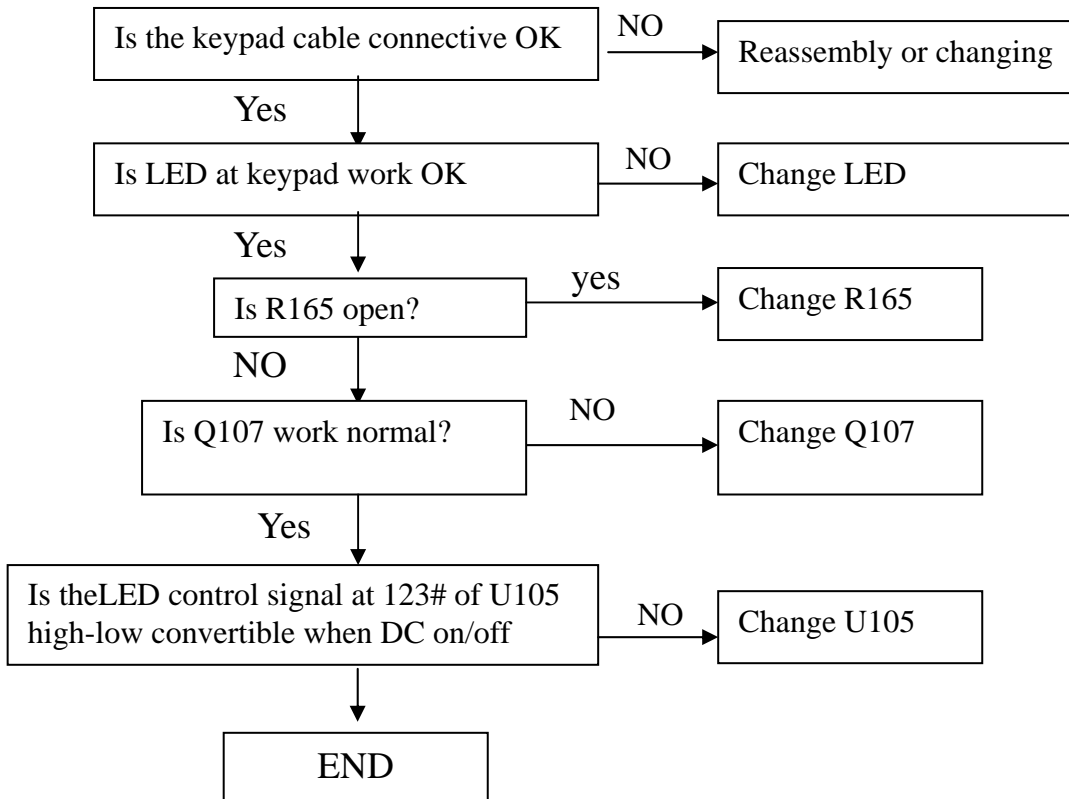 Is the keypad cable connective OK
NO
Reassembly or changing
Yes
Is LED at keypad work OK
NO
Change LED
Yes
Is R165 open?
yes
Change R165
NO
Is Q107 work normal?
NO
Change Q107
Yes
Is theLED control signal at 123# of U105
high-low convertible when DC on/off
NO
Change U105
END